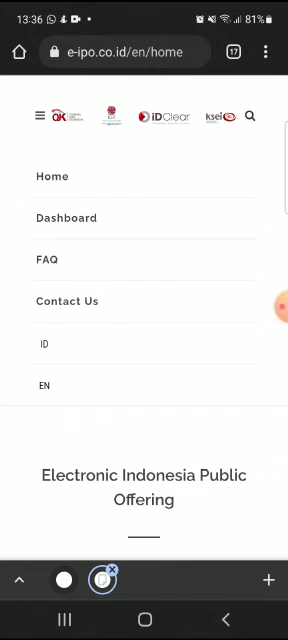 13:36
81%
e-ipo.co.id/en/home
17
iDClear
ksei
Home
Dashboard
FAQ
Contact Us
ID
EN
Electronic Indonesia Public
Offering